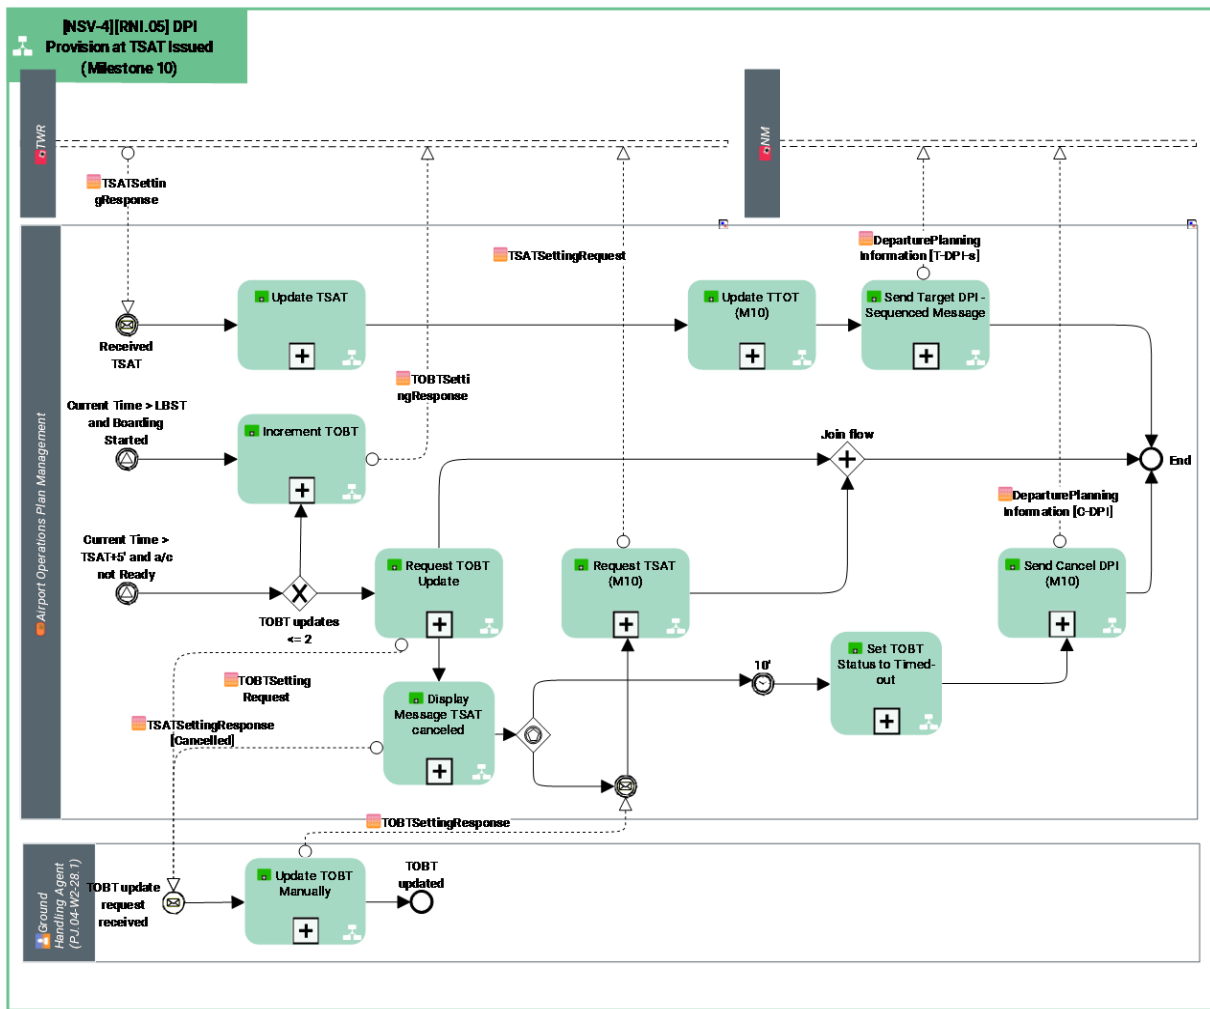 [NSV-4][RNI.05] DPI
Provision at TSAT Issued
(Milestone 10)
TWR
NM
TSATSettin
gResponse
TSATSettingRequest
DeparturePlanning
Information [T-DPI-s]
Update TSAT
Update TTOT
(M10)
Send Target DPI -
Sequenced Message
Received
TSAT
TOBTSetti
ngResponse
Current Time > LBST
and Boarding
Started
Increment TOBT
Join flow
End
DeparturePlanning
Information [C-DPI]
Current Time >
TSAT+5' and a/c
not Ready
TOBT updates
<= 2
Request TOBT
Update
Request TSAT
(M10)
Send Cancel DPI
(M10)
Airport Operations Plan Management
TOBTSetting
Request
TSATSettingResponse
[Cancelled]
Display
Message TSAT
canceled
10'
Set TOBT
Status to Timed-
out
TOBTSettingResponse
Ground
Handling Agent
(PJ.04-W2-28.1)
TOBT update
request
received
Update TOBT
Manually
TOBT
updated